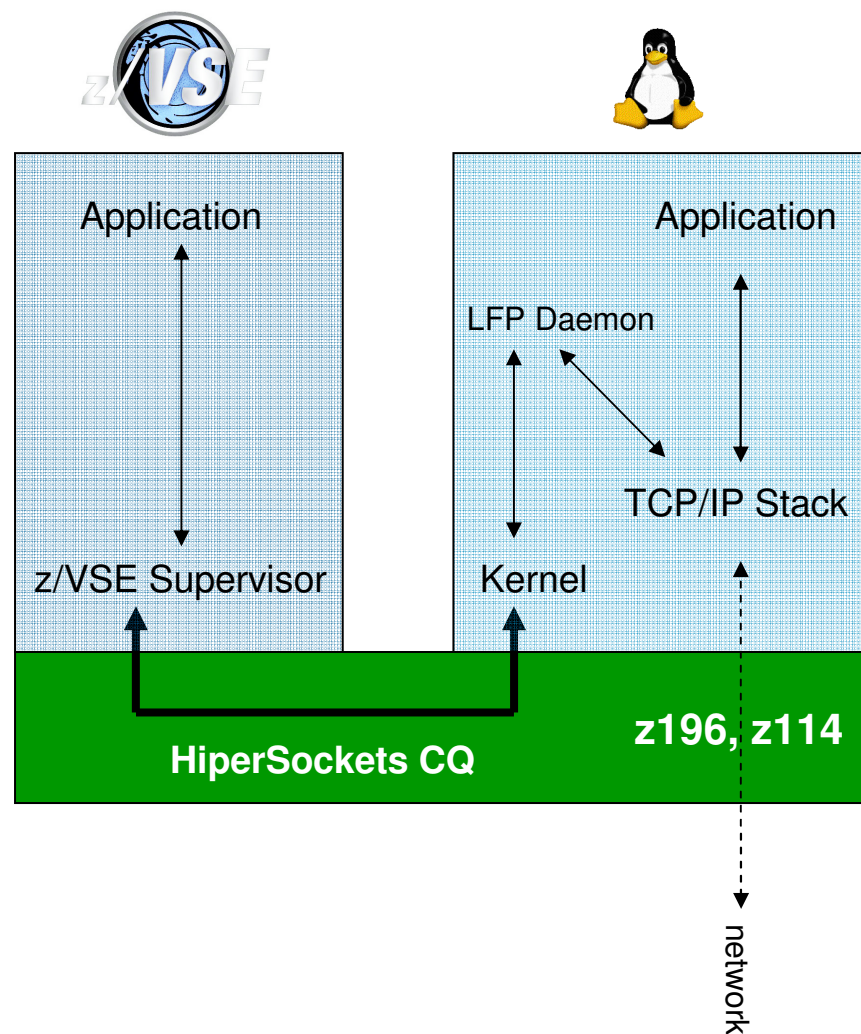 z/VSE
Application
Application
LFP Daemon
TCP/IP Stack
z/VSE Supervisor
Kernel
z196, z114
HiperSockets CQ
network